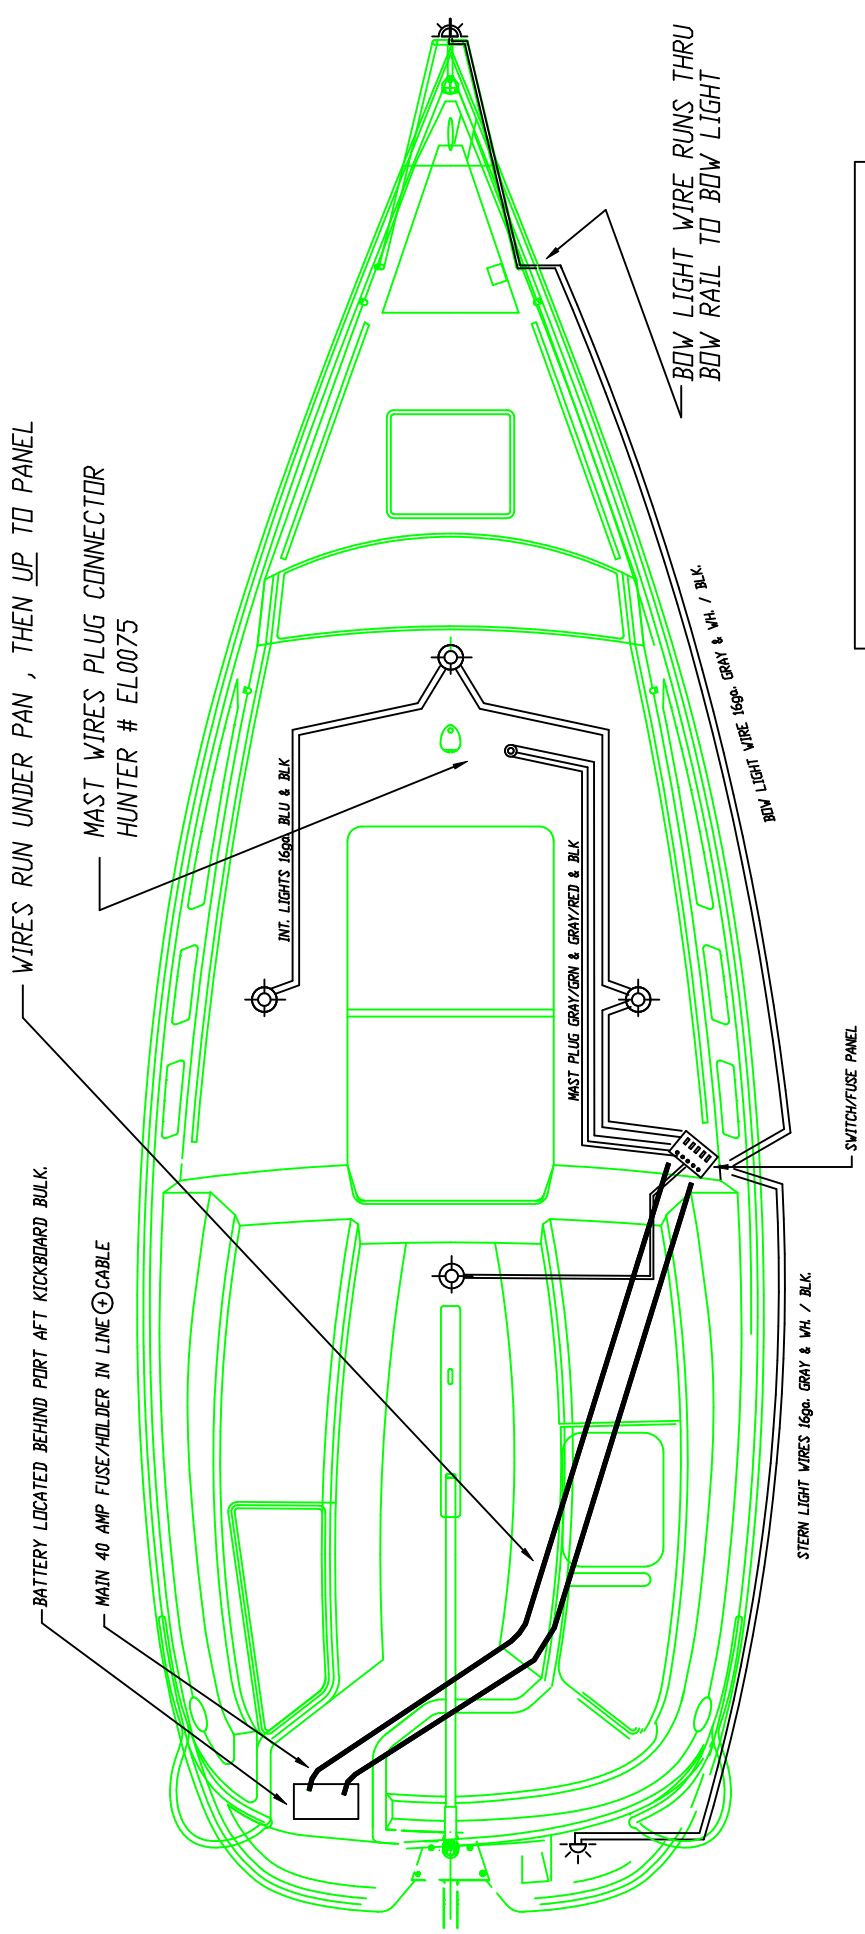 WIRES RUN UNDER PAN , THEN UP TO PANEL
MAST WIRES PLUG CONNECTOR
HUNTER # EL0075
BOW LIGHT WIRE RUNS THRU
BOW RAIL TO BOW LIGHT
INT. LIGHTS 16ga. BLU & BLK
MAST PLUG GRAY/GRN & GRAY/RED & BLK
BOW LIGHT WIRE 16ga. GRAY & WH. / BLK.
SWITCH/FUSE PANEL
BATTERY LOCATED BEHIND PORT AFT KICKBOARD BULK.
MAIN 40 AMP FUSE/HOLDER IN LINE + CABLE
STERN LIGHT WIRES 16ga. GRAY & WH. / BLK.